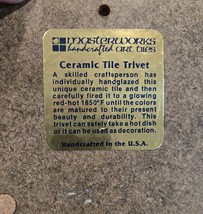 masterworks
handcrafted art tiles
Ceramic Tile Trivet
A skilled craftsperson has
individually handglazed this
unique ceramic tile and then
carefully fired it to a glowing
red-hot 1850°F until the colors
are matured to their present
beauty and durability. This
trivet can safely take a hot dish
or it can be used as decoration.
Handcrafted in the U.S.A.